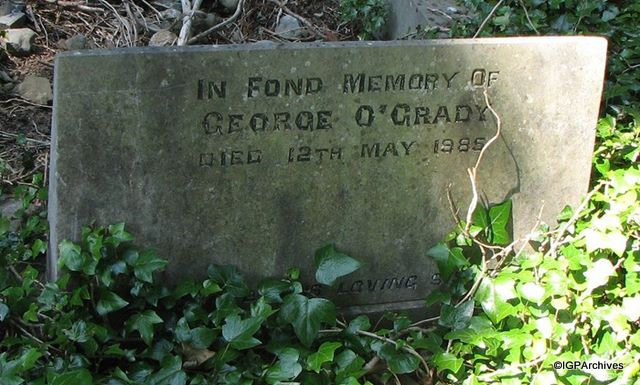 IN FOND MEMORY OF
GEORGE O'GRADY
DIED 12TH MAY 1985
LOVING
©IGPArchives